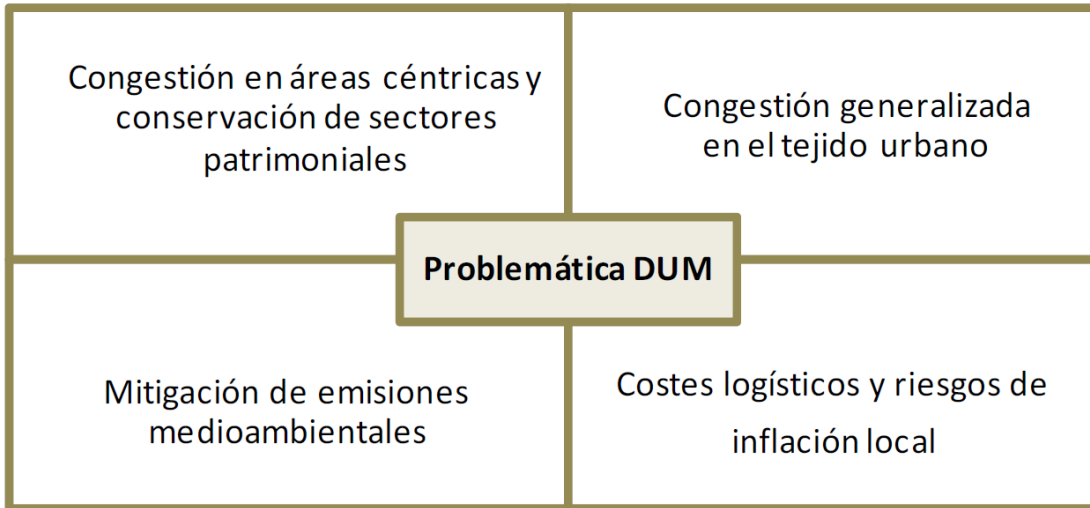 Congestión en áreas céntricas y
conservación de sectores
patrimoniales
Congestión generalizada
en el tejido urbano
Problemática DUM
Mitigación de emisiones
medioambientales
Costes logísticos y riesgos de
inflación local